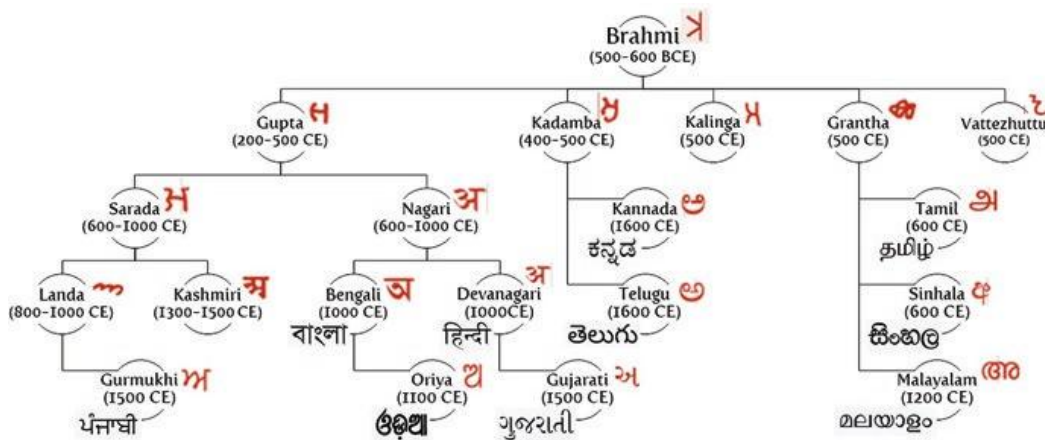 Brahmi
(500-600 BCE)
Gupta
(200-500 CE)
Kadamba
(400-500 CE)
Kalinga
(500 CE)
Grantha
(500 CE)
Vattezhuttu
(500 CE)
Sarada
(600-1000 CE)
अ
Nagari
(600-1000 CE)
Kannada
(1600 CE)
ಅ
ಕನ್ನಡ
Tamil
(600 CE)
அ
தமிழ்
Landa
(800-1000 CE)
Kashmiri
(1300-1500 CE)
Bengali
(1000 CE)
অ
বাংলা
Devanagari
(1000CE)
अ
हिन्दी
Telugu
(1600 CE)
అ
తెలుగు
Sinhala
(600 CE)
අ
සිංහල
Gurmukhi
(1500 CE)
ਅ
ਪੰਜਾਬੀ
Oriya
(1100 CE)
ଅ
ଓଡ଼ିଆ
Gujarati
(1500 CE)
અ
ગુજરાતી
Malayalam
(1200 CE)
അ
മലയാളം